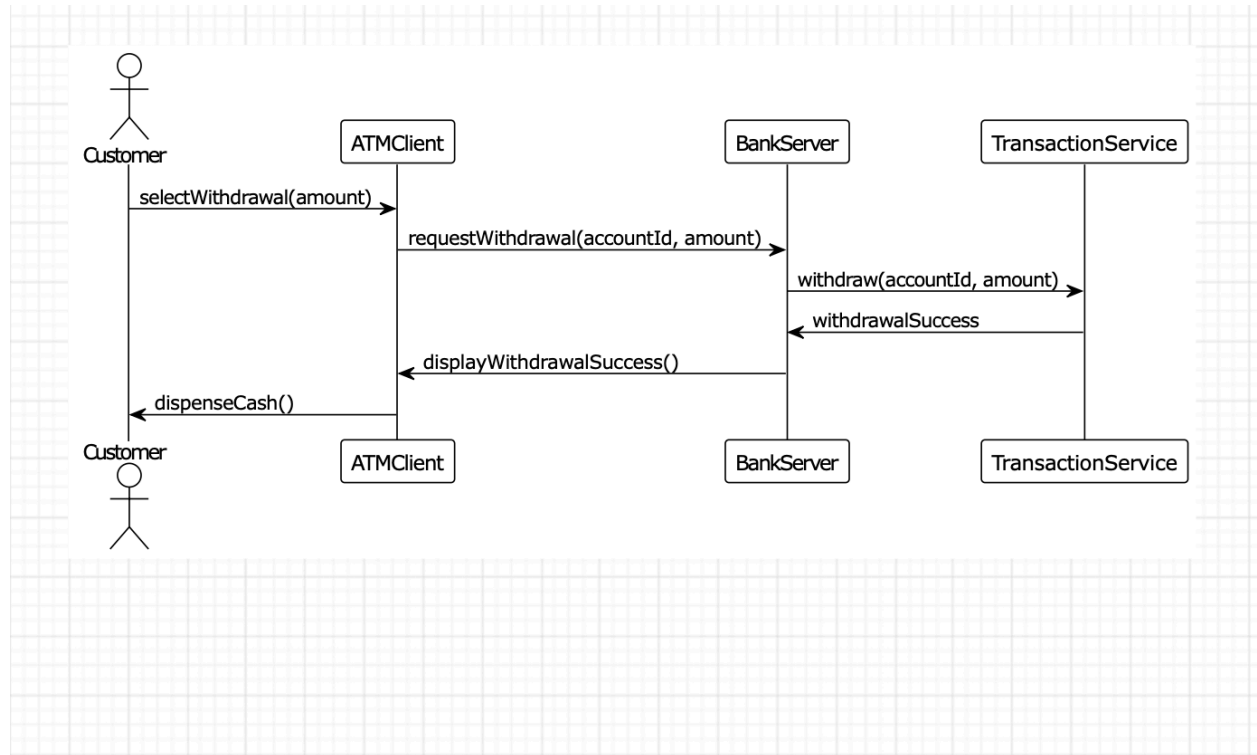 Customer
ATMClient
BankServer
TransactionService
selectWithdrawal(amount)
requestWithdrawal(accountId, amount)
withdraw(accountId, amount)
withdrawalSuccess
displayWithdrawalSuccess()
dispenseCash()
Customer
ATMClient
BankServer
TransactionService